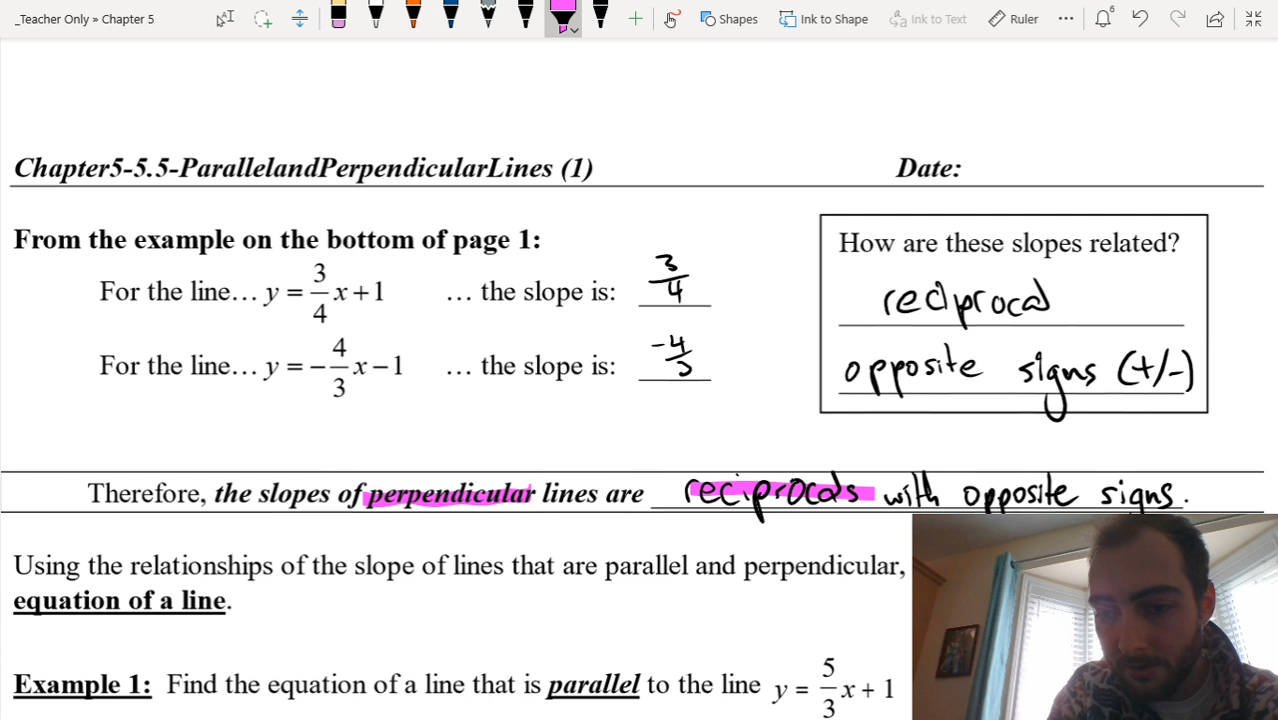 _Teacher Only » Chapter 5
Shapes Ink to Shape Ink to Text Ruler 6
Chapter5-5.5-ParallelandPerpendicularLines (1) Date:
From the example on the bottom of page 1:
For the line… y = 3/4 x + 1 … the slope is: 3/4
For the line… y = -4/3 x - 1 … the slope is: -4/3
How are these slopes related?
reciprocal
opposite signs (+/-)
Therefore, the slopes of perpendicular lines are reciprocals with opposite signs.
Using the relationships of the slope of lines that are parallel and perpendicular,
equation of a line.
Example 1: Find the equation of a line that is parallel to the line y = 5/3 x + 1